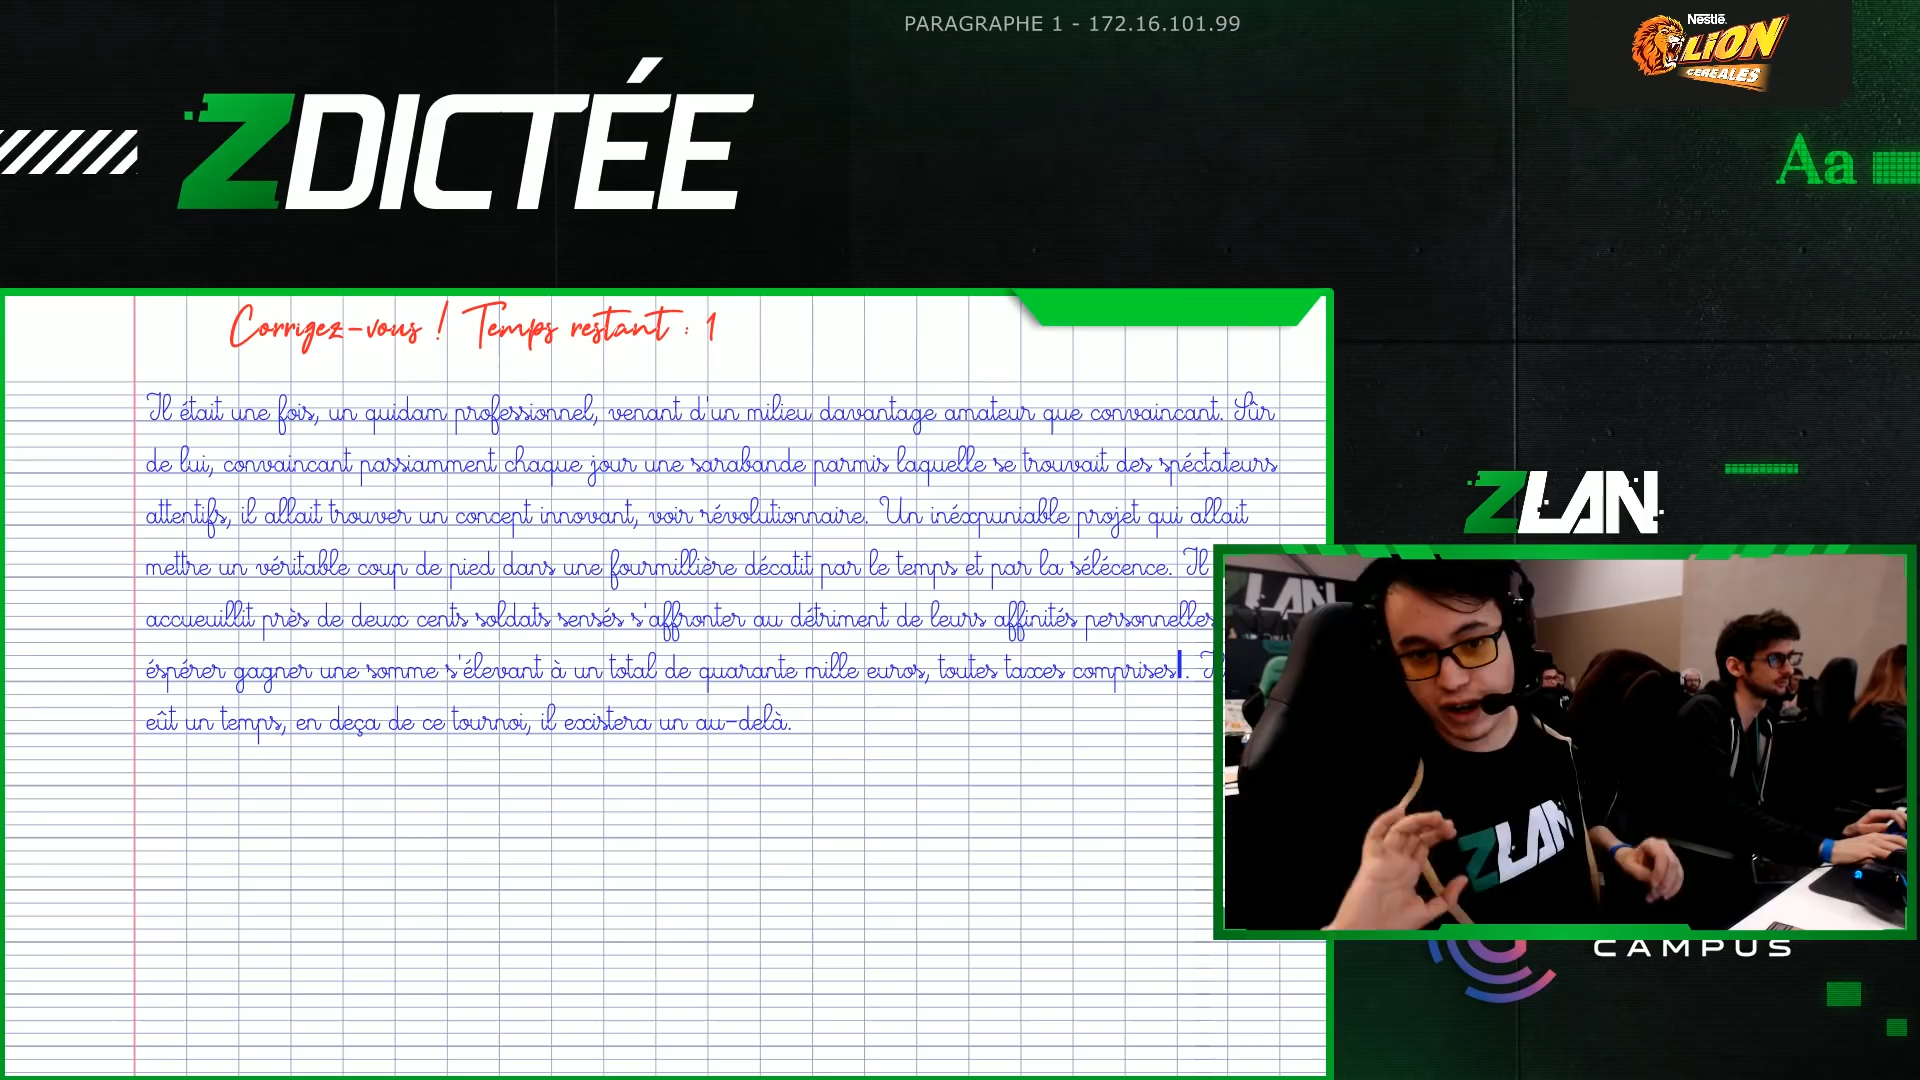 PARAGRAPHE 1 - 172.16.101.99
Nestlé
LION
CEREALES
ZDICTÉE
Aa
Corrigez-vous ! Temps restant : 1
Il était une fois, un quidam professionnel, venant d'un milieu davantage amateur que convaincant. Sûr
de lui, convaincant passiamment chaque jour une sarabande parmis laquelle se trouvait des spéctateurs
attentifs, il allait trouver un concept innovant, voir révolutionnaire. Un inéxpuniable projet qui allait
mettre un véritable coup de pied dans une fourmillière décatit par le temps et par la sélécence. Il
accueuillit près de deux cents soldats sensés s'affronter au détriment de leurs affinités personnelles
éspérer gagner une somme s'élevant à un total de quarante mille euros, toutes taxes comprises.
eût un temps, en deça de ce tournoi, il existera un au-delà.
ZLAN
LAN
ZLAN
CAMPUS